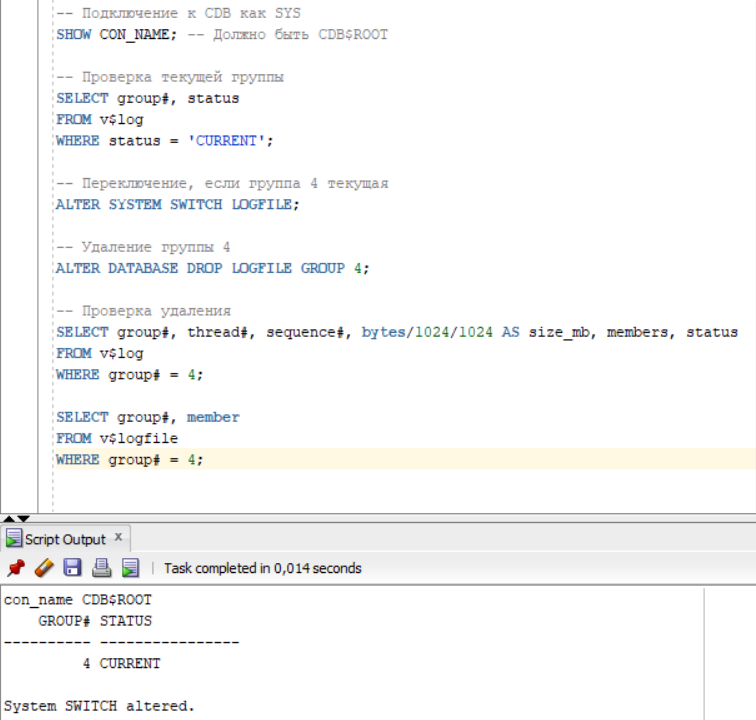 -- Подключение к CDB как SYS
SHOW CON_NAME; -- Должно быть CDB$ROOT
-- Проверка текущей группы
SELECT group#, status
FROM v$log
WHERE status = 'CURRENT';
-- Переключение, если группа 4 текущая
ALTER SYSTEM SWITCH LOGFILE;
-- Удаление группы 4
ALTER DATABASE DROP LOGFILE GROUP 4;
-- Проверка удаления
SELECT group#, thread#, sequence#, bytes/1024/1024 AS size_mb, members, status
FROM v$log
WHERE group# = 4;
SELECT group#, member
FROM v$logfile
WHERE group# = 4;
Script Output x
Task completed in 0,014 seconds
con_name CDB$ROOT
GROUP# STATUS
---------- ----------------
4 CURRENT
System SWITCH altered.